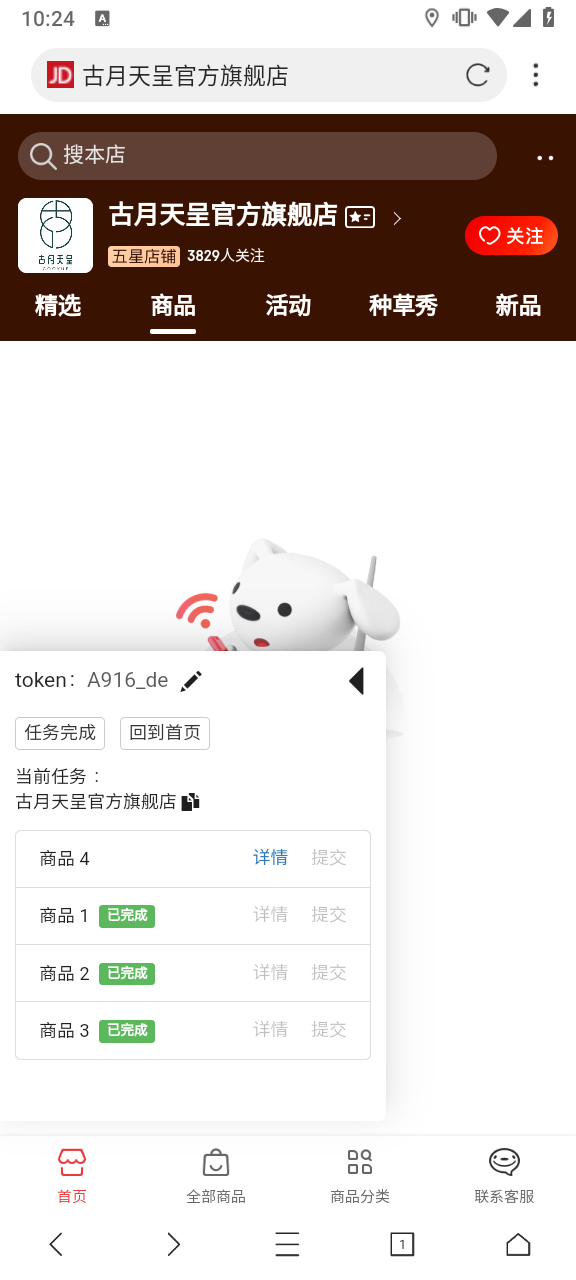 10:24
A
JD 古月天呈官方旗舰店
搜本店
古月天呈官方旗舰店
古月天呈
五星店铺 3829人关注
关注
精选 商品 活动 种草秀 新品
token: A916_de
任务完成 回到首页
当前任务：
古月天呈官方旗舰店
商品 4 详情 提交
商品 1 已完成 详情 提交
商品 2 已完成 详情 提交
商品 3 已完成 详情 提交
首页 全部商品 商品分类 联系客服
1